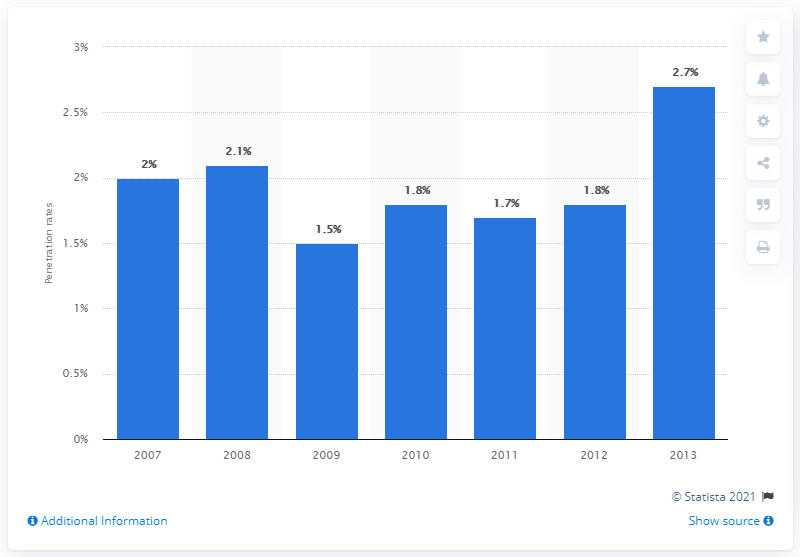 3%
2.5%
2%
1.5%
1%
0.5%
0%
Penetration rates
2%
2.1%
1.5%
1.8%
1.7%
1.8%
2.7%
2007 2008 2009 2010 2011 2012 2013
© Statista 2021
Additional Information
Show source